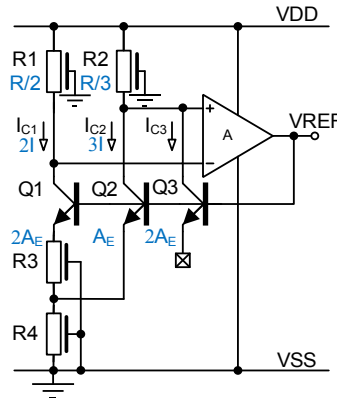 VDD
R1
R/2
R2
R/3
I_C1
2I
I_C2
3I
I_C3
+
A
−
VREF
Q1
Q2
Q3
2A_E
A_E
2A_E
R3
R4
VSS